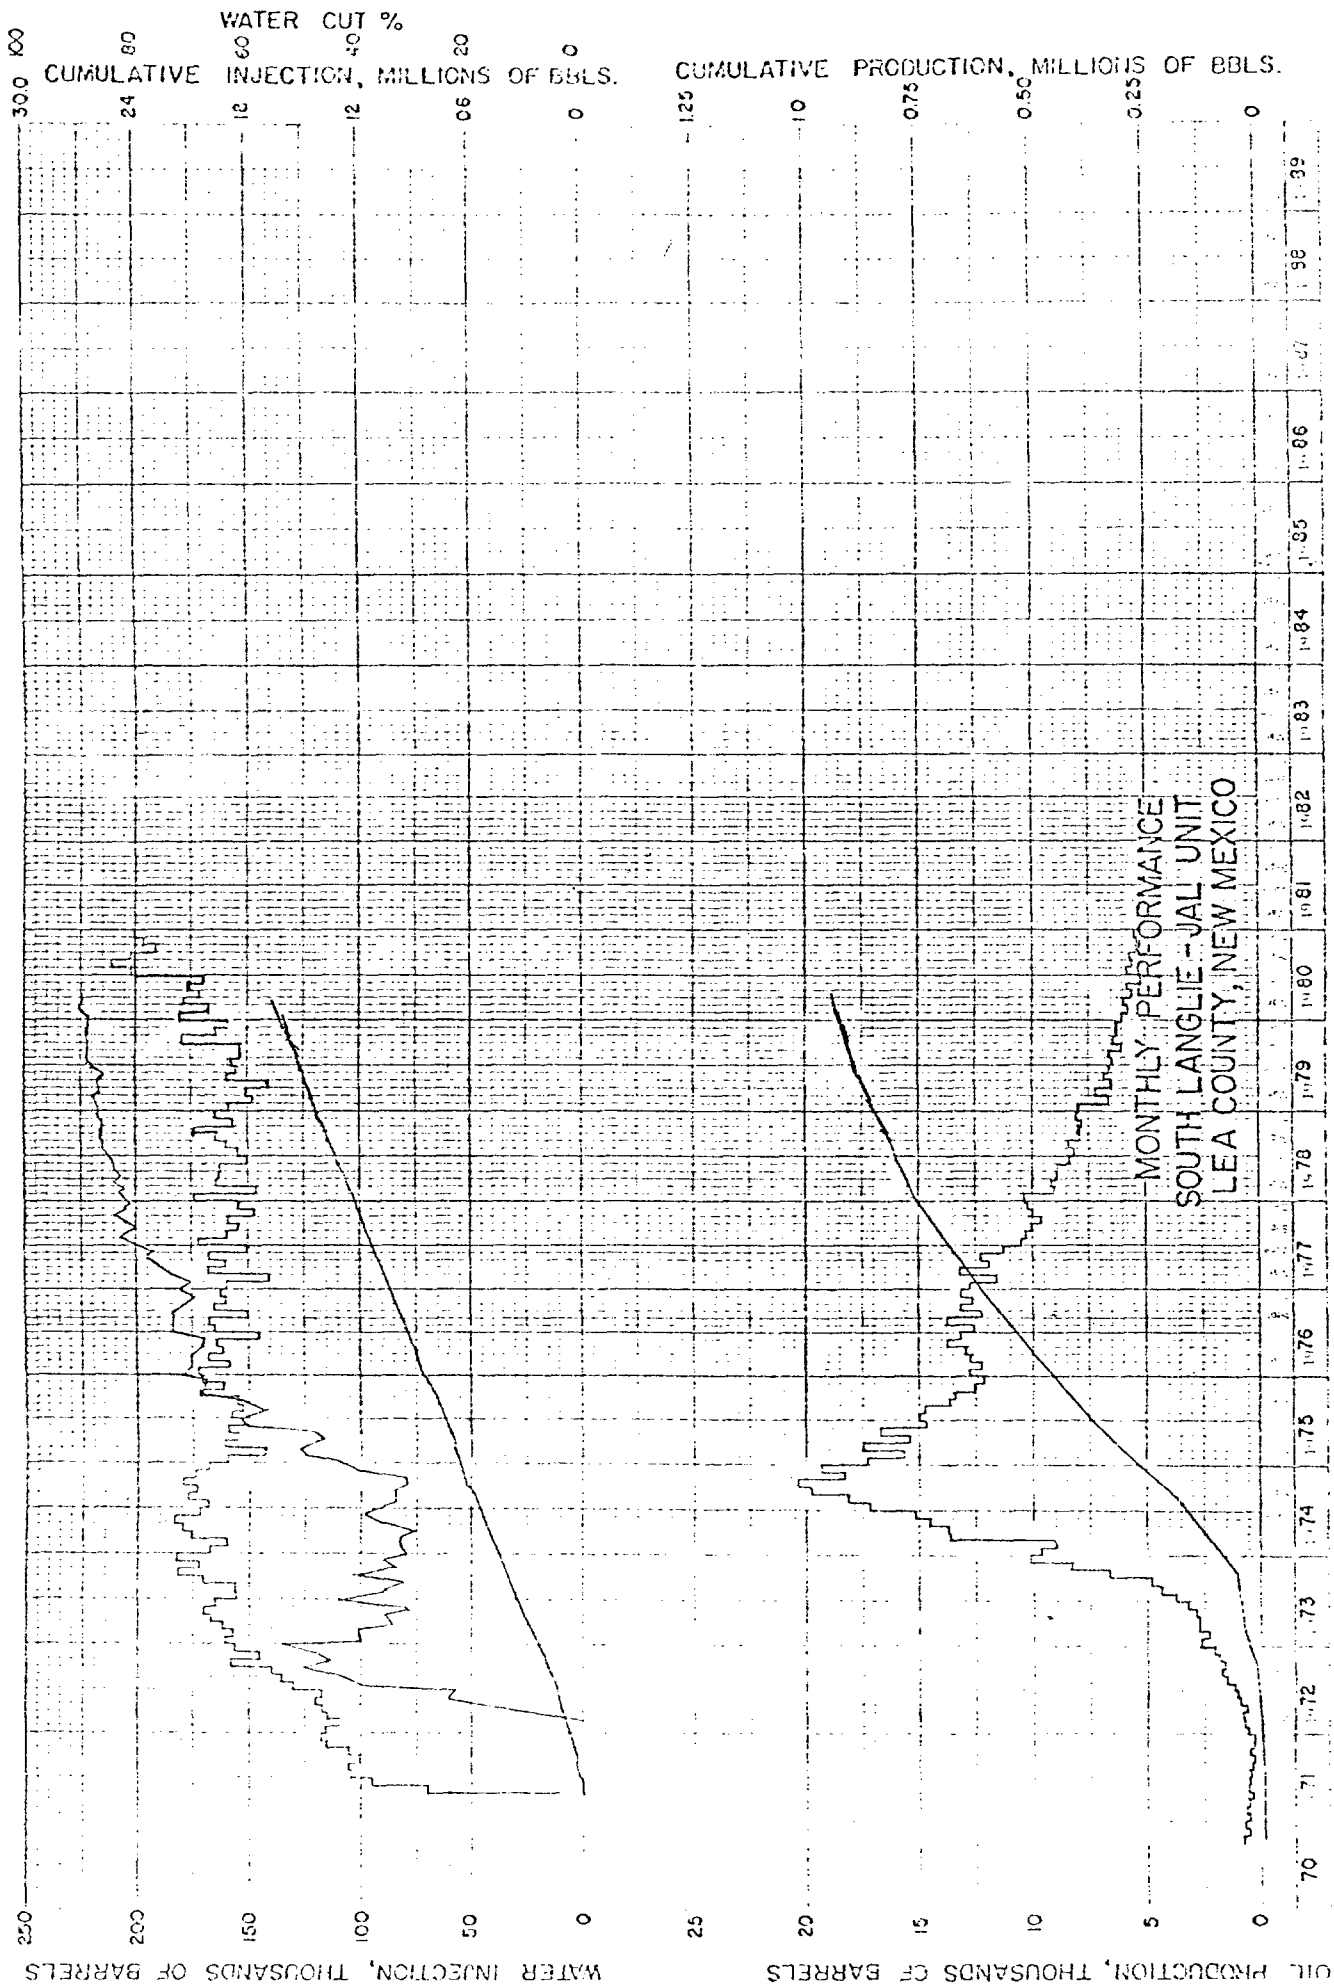 WATER CUT %
100 80 60 40 20 0
CUMULATIVE INJECTION, MILLIONS OF BBLS.
30.0 24 18 12 06 0
CUMULATIVE PRODUCTION, MILLIONS OF BBLS.
1.25 1.0 0.75 0.50 0.25 0
WATER INJECTION, THOUSANDS OF BARRELS
250 200 150 100 50 0
OIL PRODUCTION, THOUSANDS OF BARRELS
20 15 10 5 0
MONTHLY PERFORMANCE
SOUTH LANGLIE-JAL UNIT
LEA COUNTY, NEW MEXICO
70 71 72 73 74 75 76 77 78 79 80 81 82 83 84 85 86 88 89